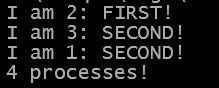 I am 2: FIRST!
I am 3: SECOND!
I am 1: SECOND!
4 processes!